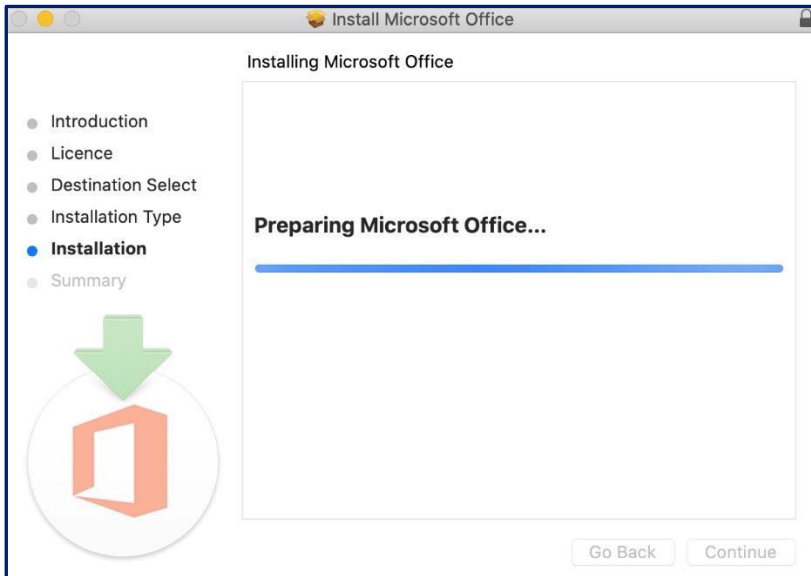 Install Microsoft Office
Installing Microsoft Office
Introduction
Licence
Destination Select
Installation Type
Installation
Summary
Preparing Microsoft Office...
Go Back
Continue